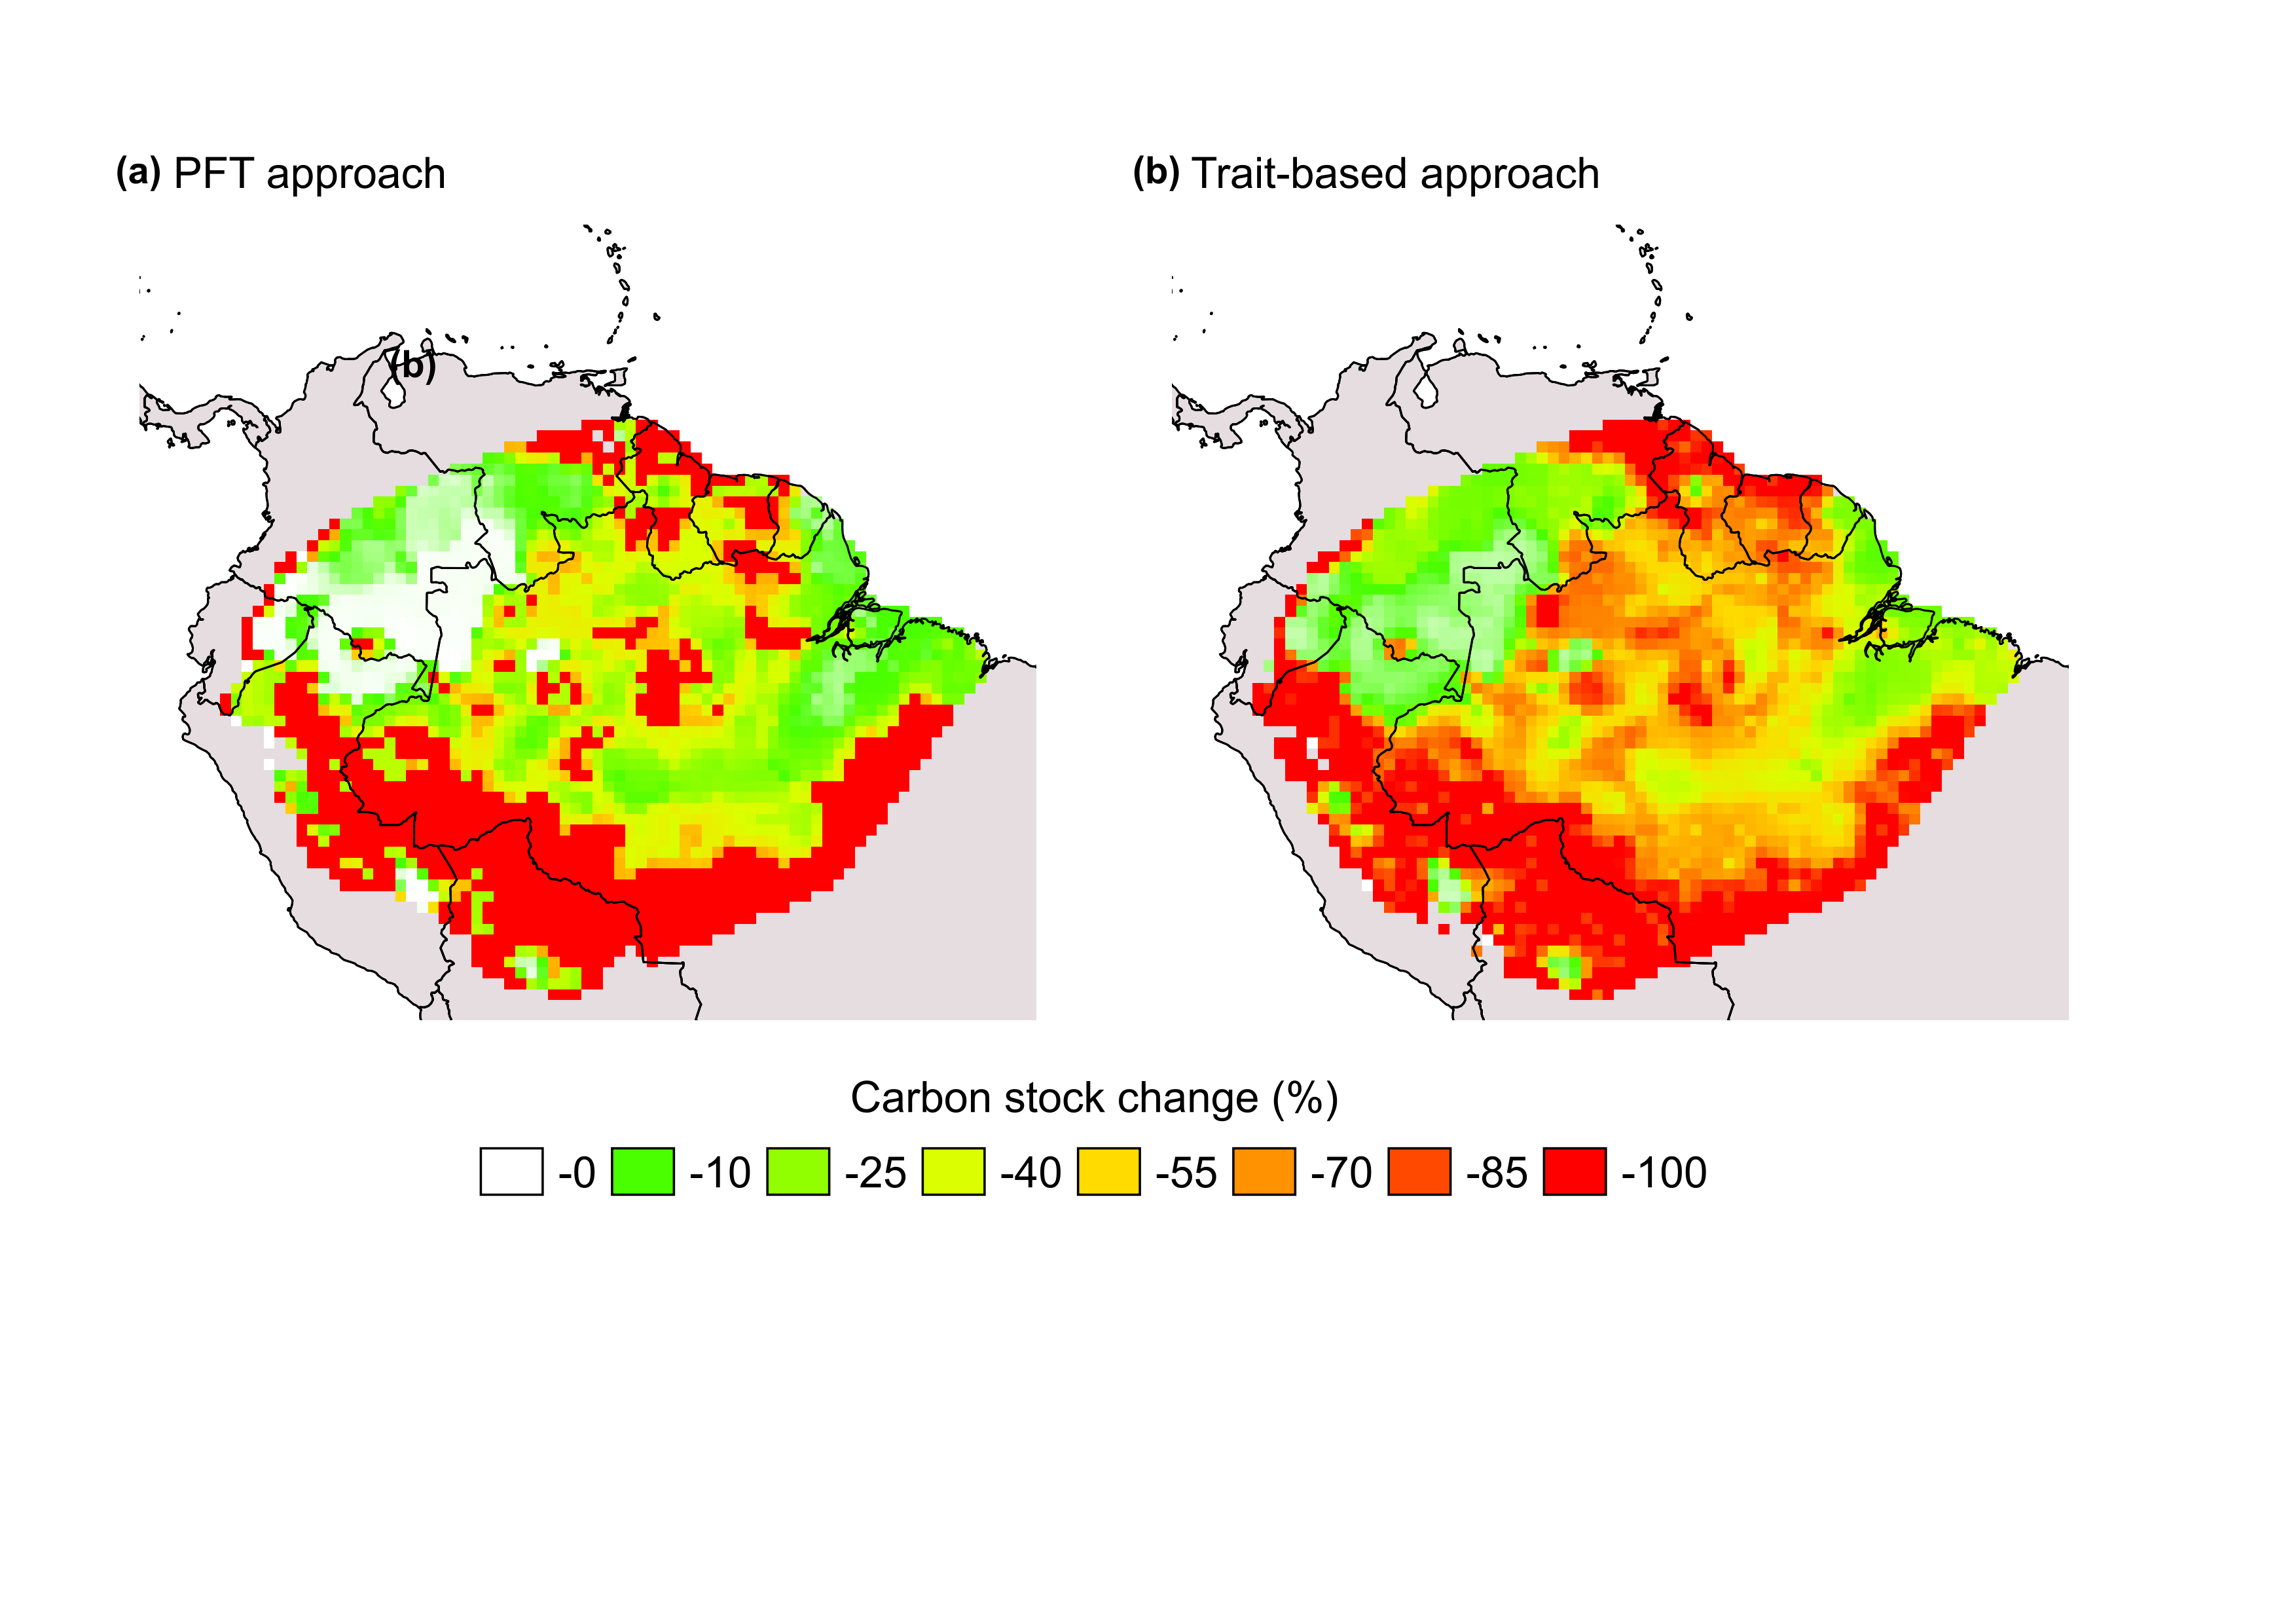 (a) PFT approach
(b) Trait-based approach
(b)
Carbon stock change (%)
-0 -10 -25 -40 -55 -70 -85 -100